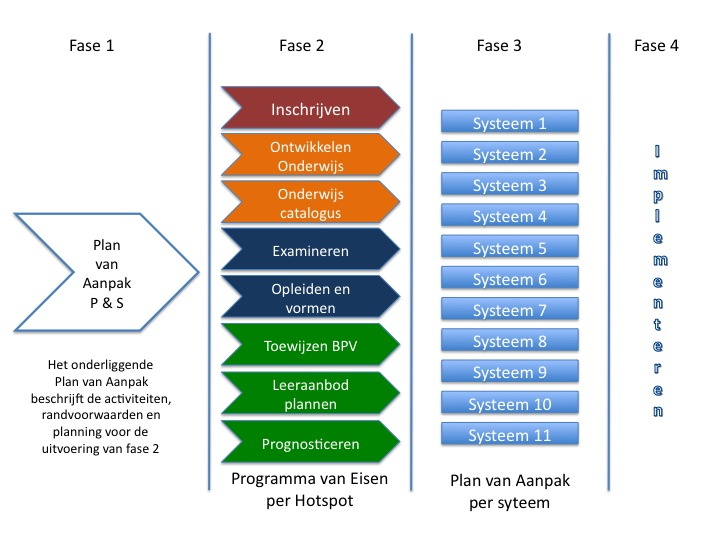 Fase 1
Plan
van
Aanpak
P & S
Het onderliggende
Plan van Aanpak
beschrijft de activiteiten,
randvoorwaarden en
planning voor de
uitvoering van fase 2
Fase 2
Inschrijven
Ontwikkelen
Onderwijs
Onderwijs
catalogus
Examineren
Opleiden en
vormen
Toewijzen BPV
Leeraanbod
plannen
Prognosticeren
Programma van Eisen
per Hotspot
Fase 3
Systeem 1
Systeem 2
Systeem 3
Systeem 4
Systeem 5
Systeem 6
Systeem 7
Systeem 8
Systeem 9
Systeem 10
Systeem 11
Plan van Aanpak
per syteem
Fase 4
Implementeren